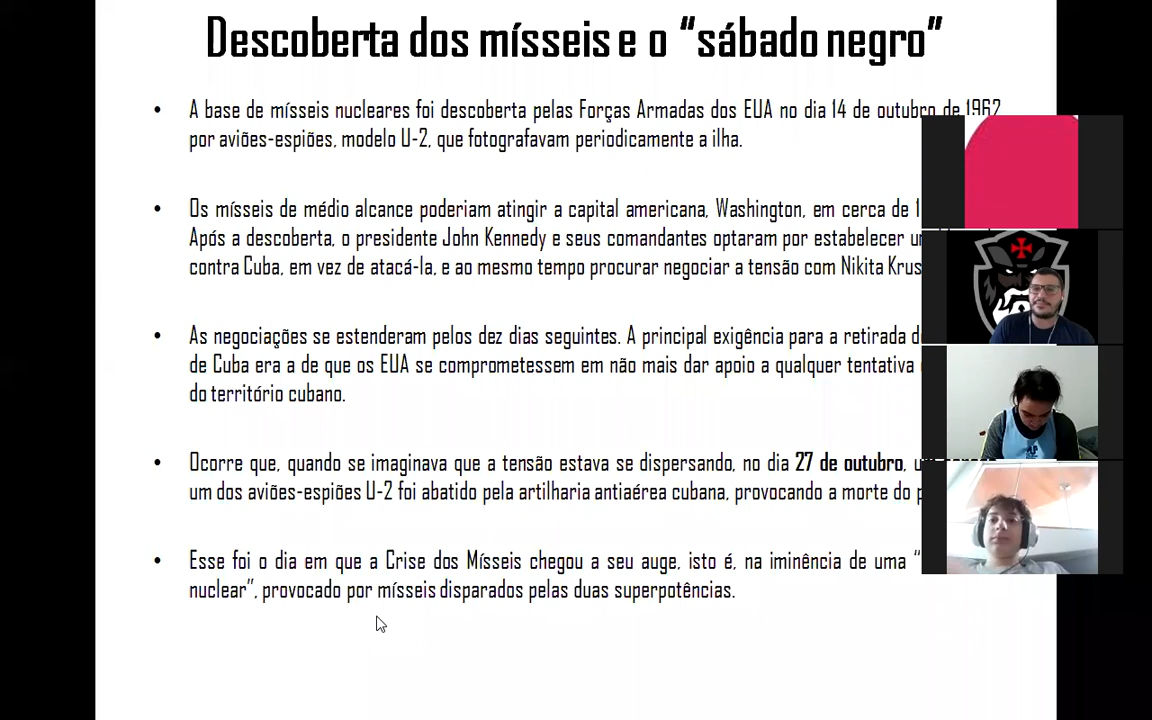 Descoberta dos mísseis e o “sábado negro”
• A base de mísseis nucleares foi descoberta pelas Forças Armadas dos EUA no dia 14 de outubro de 1962
por aviões-espiões, modelo U-2, que fotografavam periodicamente a ilha.
• Os mísseis de médio alcance poderiam atingir a capital americana, Washington, em cerca de
Após a descoberta, o presidente John Kennedy e seus comandantes optaram por estabelecer
contra Cuba, em vez de atacá-la, e ao mesmo tempo procurar negociar a tensão com Nikita
• As negociações se estenderam pelos dez dias seguintes. A principal exigência para a retirada
de Cuba era a de que os EUA se comprometessem em não mais dar apoio a qualquer tentativa
do território cubano.
• Ocorre que, quando se imaginava que a tensão estava se dispersando, no dia 27 de outubro,
um dos aviões-espiões U-2 foi abatido pela artilharia antiaérea cubana, provocando a morte do
• Esse foi o dia em que a Crise dos Mísseis chegou a seu auge, isto é, na iminência de uma “
nuclear”, provocado por mísseis disparados pelas duas superpotências.